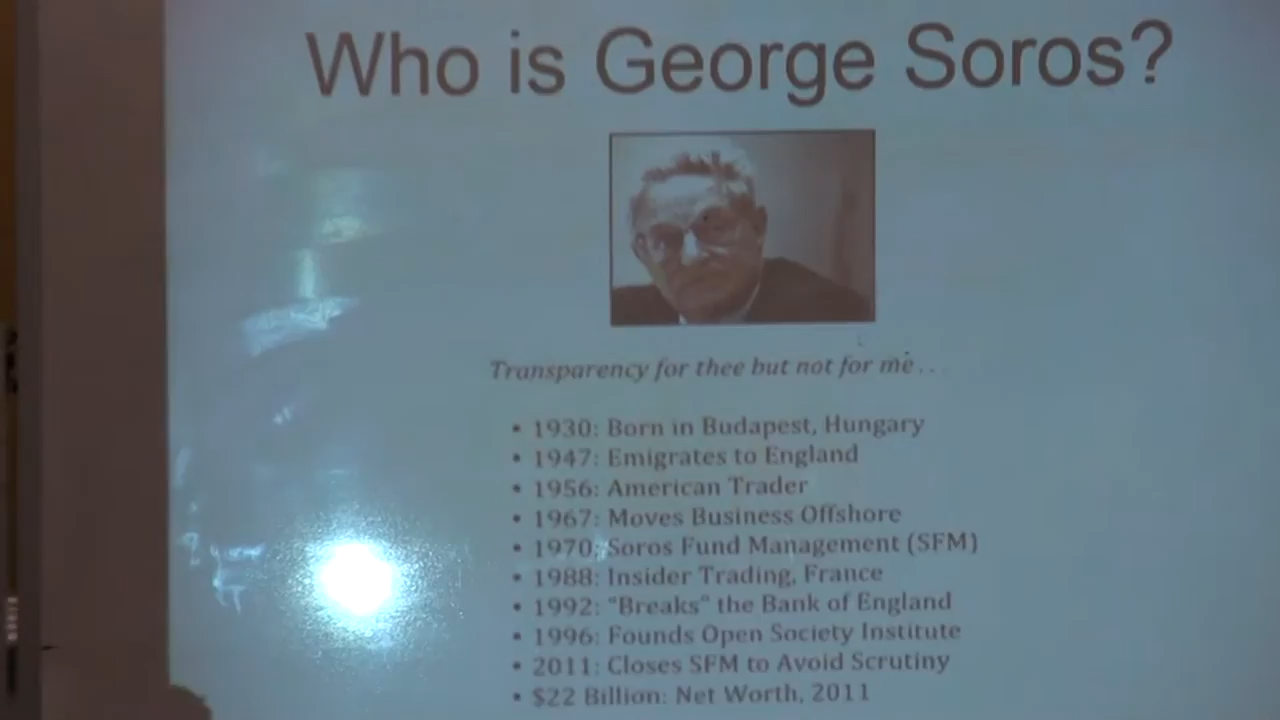 Who is George Soros?
Transparency for thee but not for me . . .
• 1930: Born in Budapest, Hungary
• 1947: Emigrates to England
• 1956: American Trader
• 1967: Moves Business Offshore
• 1970: Soros Fund Management (SFM)
• 1988: Insider Trading, France
• 1992: "Breaks" the Bank of England
• 1996: Founds Open Society Institute
• 2011: Closes SFM to Avoid Scrutiny
• $22 Billion: Net Worth, 2011